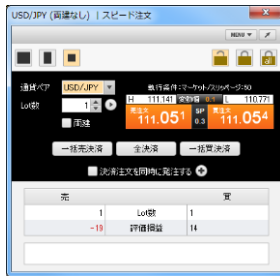 USD/JPY (両建なし) | スピード注文
MENU
通貨ペア USD/JPY 執行条件:マーケット/スリッページ:50
H 111.141 0.1 L 110.771
Lot数 1
売注文 SP 買注文
111.051 0.3 111.054
両建
一括売決済 全決済 一括買決済
決済注文を同時に発注する
売 買
1 Lot数 1
-19 評価損益 14